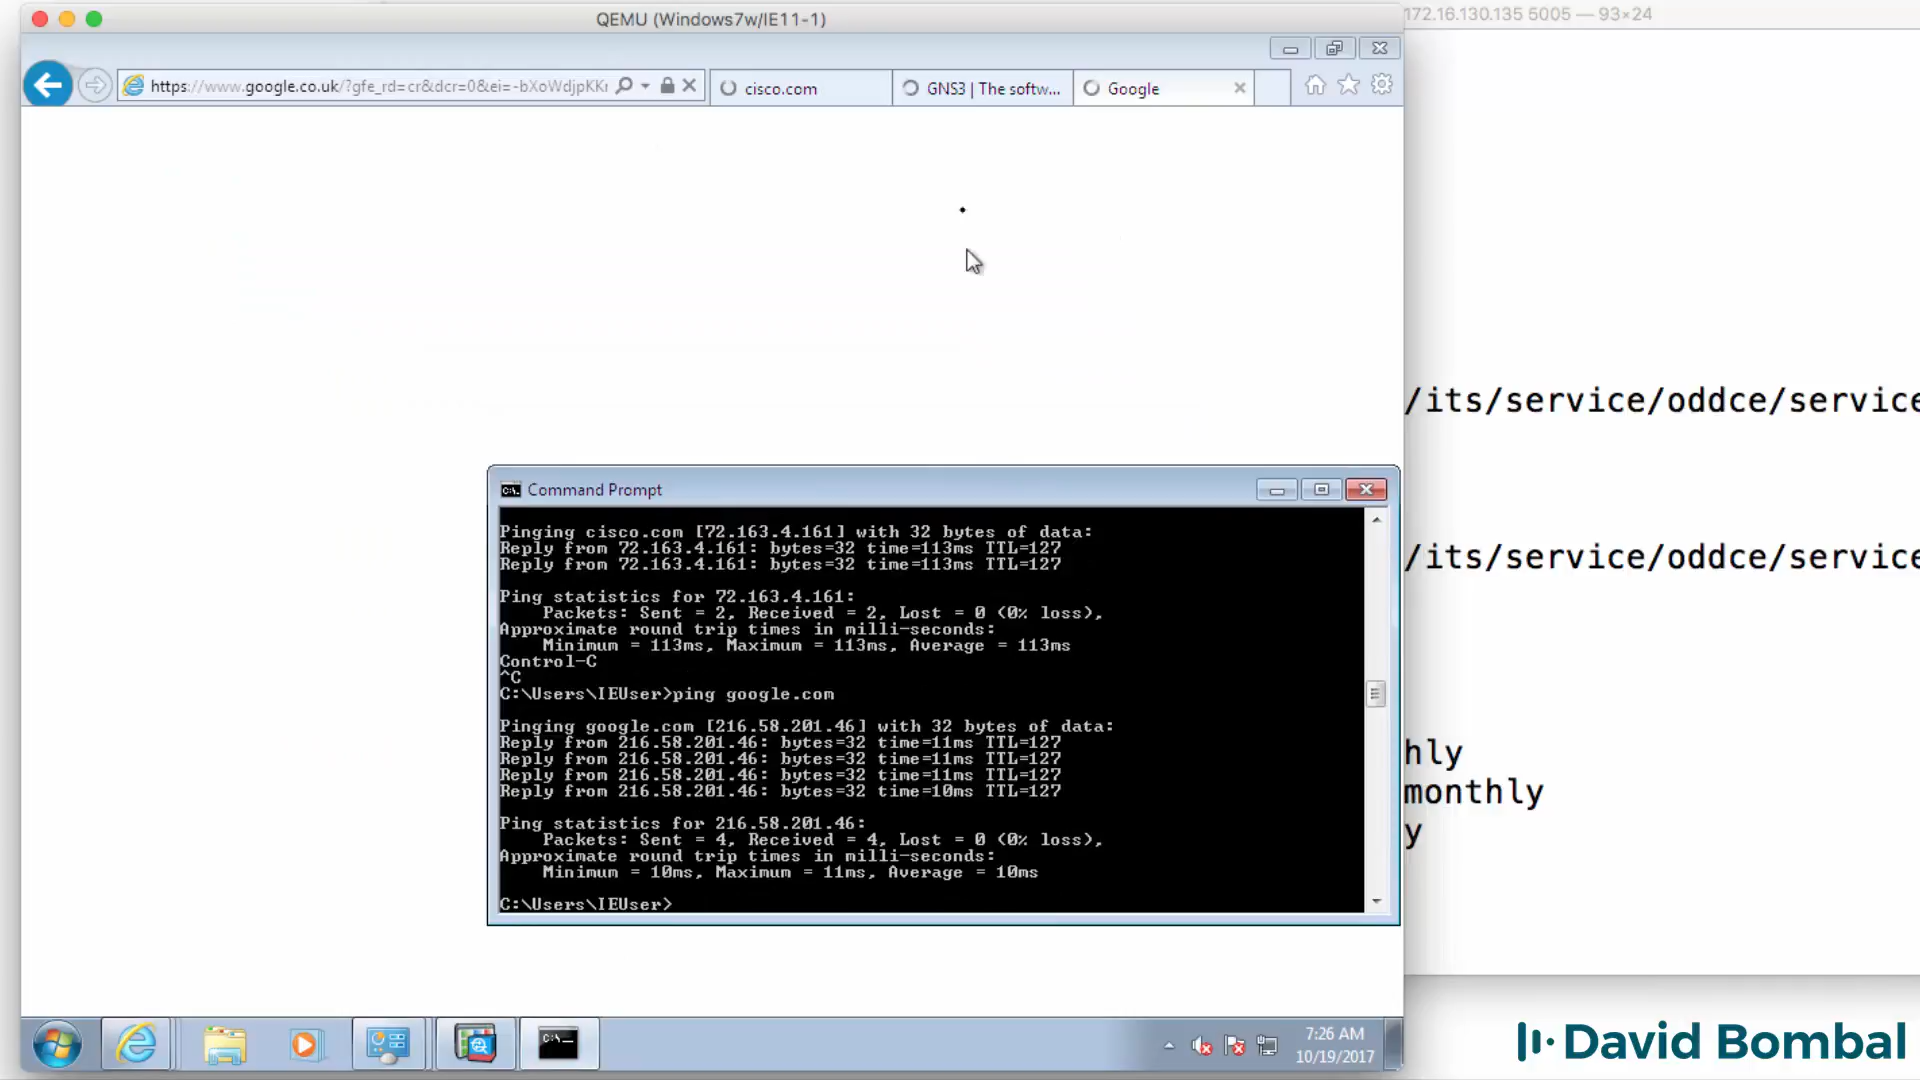 QEMU (Windows7w/IE11-1)
172.16.130.135 5005 — 93×24
https://www.google.co.uk/?gfe_rd=cr&dcr=0&ei=-bXoWdjpKKr
cisco.com
GNS3 | The softw...
Google
/its/service/oddce/service
/its/service/oddce/service
hly
monthly
y
Command Prompt
Pinging cisco.com [72.163.4.161] with 32 bytes of data:
Reply from 72.163.4.161: bytes=32 time=113ms TTL=127
Reply from 72.163.4.161: bytes=32 time=113ms TTL=127
Ping statistics for 72.163.4.161:
Packets: Sent = 2, Received = 2, Lost = 0 (0% loss),
Approximate round trip times in milli-seconds:
Minimum = 113ms, Maximum = 113ms, Average = 113ms
Control-C
^C
C:\Users\IEUser>ping google.com
Pinging google.com [216.58.201.46] with 32 bytes of data:
Reply from 216.58.201.46: bytes=32 time=11ms TTL=127
Reply from 216.58.201.46: bytes=32 time=11ms TTL=127
Reply from 216.58.201.46: bytes=32 time=11ms TTL=127
Reply from 216.58.201.46: bytes=32 time=10ms TTL=127
Ping statistics for 216.58.201.46:
Packets: Sent = 4, Received = 4, Lost = 0 (0% loss),
Approximate round trip times in milli-seconds:
Minimum = 10ms, Maximum = 11ms, Average = 10ms
C:\Users\IEUser>
7:26 AM
10/19/2017
David Bombal